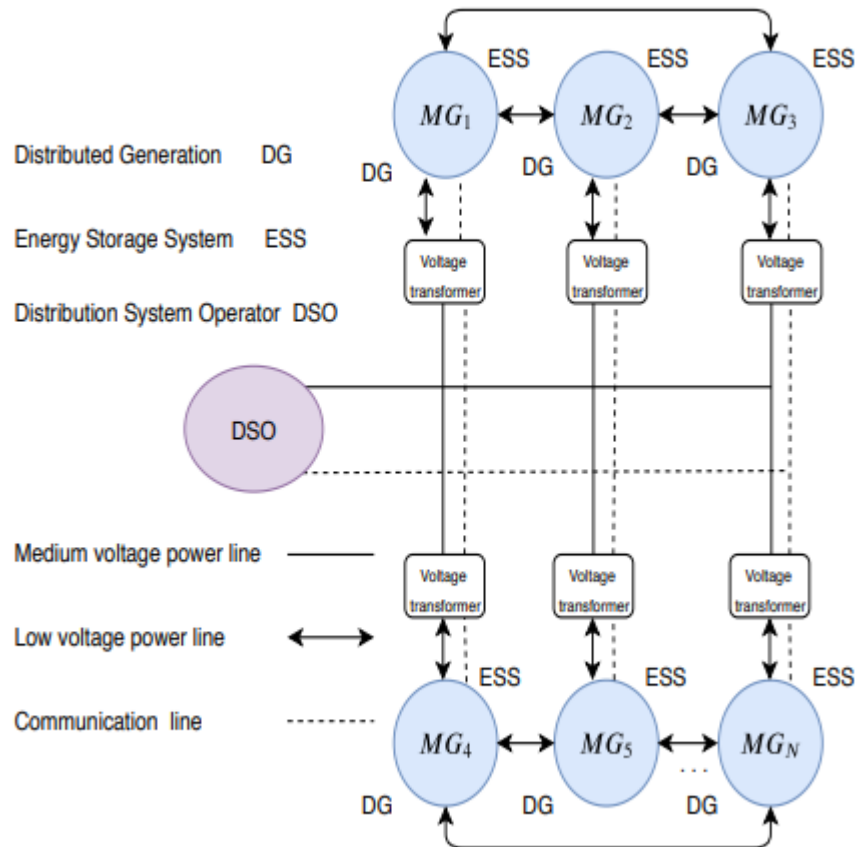 ESS ESS ESS
MG₁ MG₂ MG₃
Distributed Generation DG
DG DG DG
Energy Storage System ESS
Voltage transformer
Voltage transformer
Voltage transformer
Distribution System Operator DSO
DSO
Medium voltage power line
Voltage transformer
Voltage transformer
Voltage transformer
Low voltage power line
ESS ESS ESS
Communication line
MG₄ MG₅ MG_N
...
DG DG DG